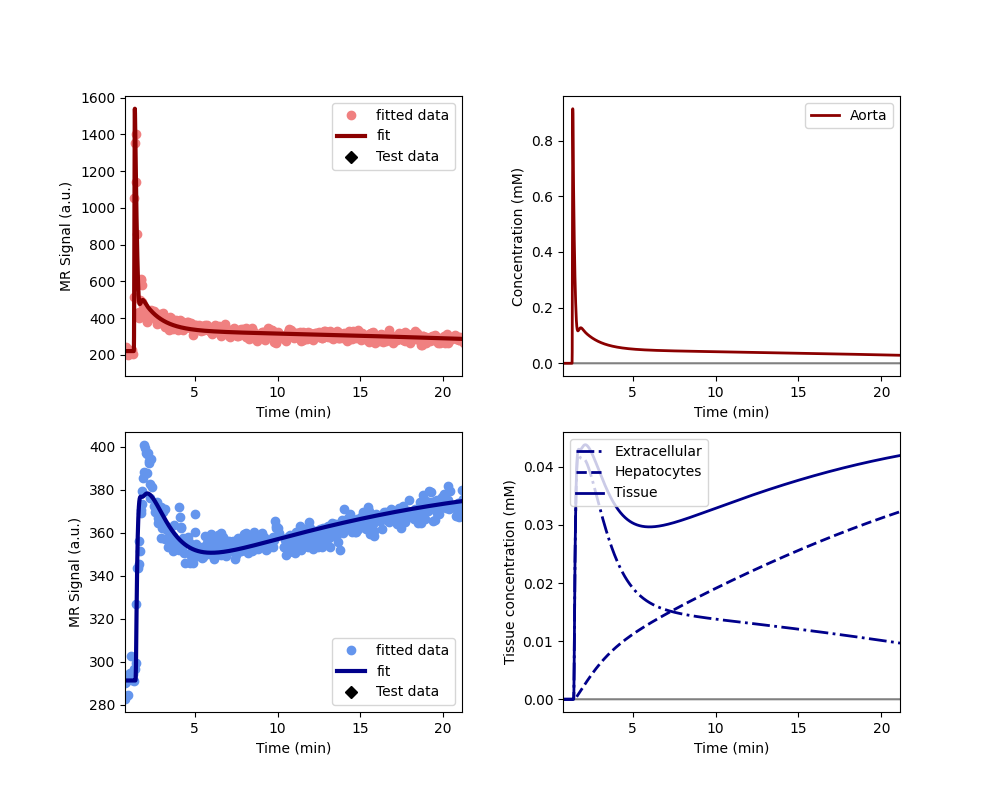 MR Signal (a.u.)
1600
1400
1200
1000
800
600
400
200
fitted data
fit
Test data
5 10 15 20
Time (min)
Concentration (mM)
0.8
0.6
0.4
0.2
0.0
Aorta
5 10 15 20
Time (min)
MR Signal (a.u.)
400
380
360
340
320
300
280
fitted data
fit
Test data
5 10 15 20
Time (min)
Tissue concentration (mM)
0.04
0.03
0.02
0.01
0.00
Extracellular
Hepatocytes
Tissue
5 10 15 20
Time (min)